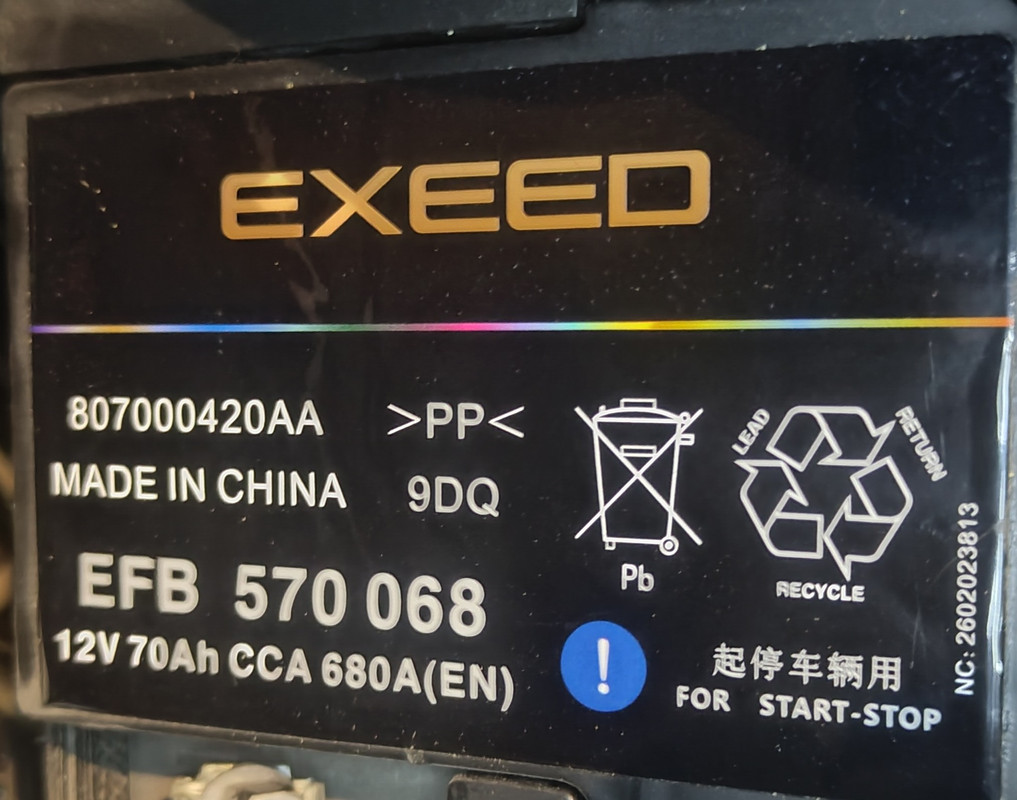 EXEED
807000420AA
>PP<
MADE IN CHINA
9DQ
EFB 570 068
12V 70Ah CCA 680A(EN)
Pb
LEAD
RETURN
RECYCLE
!
起停车辆用
FOR START-STOP
NC: 2602023813